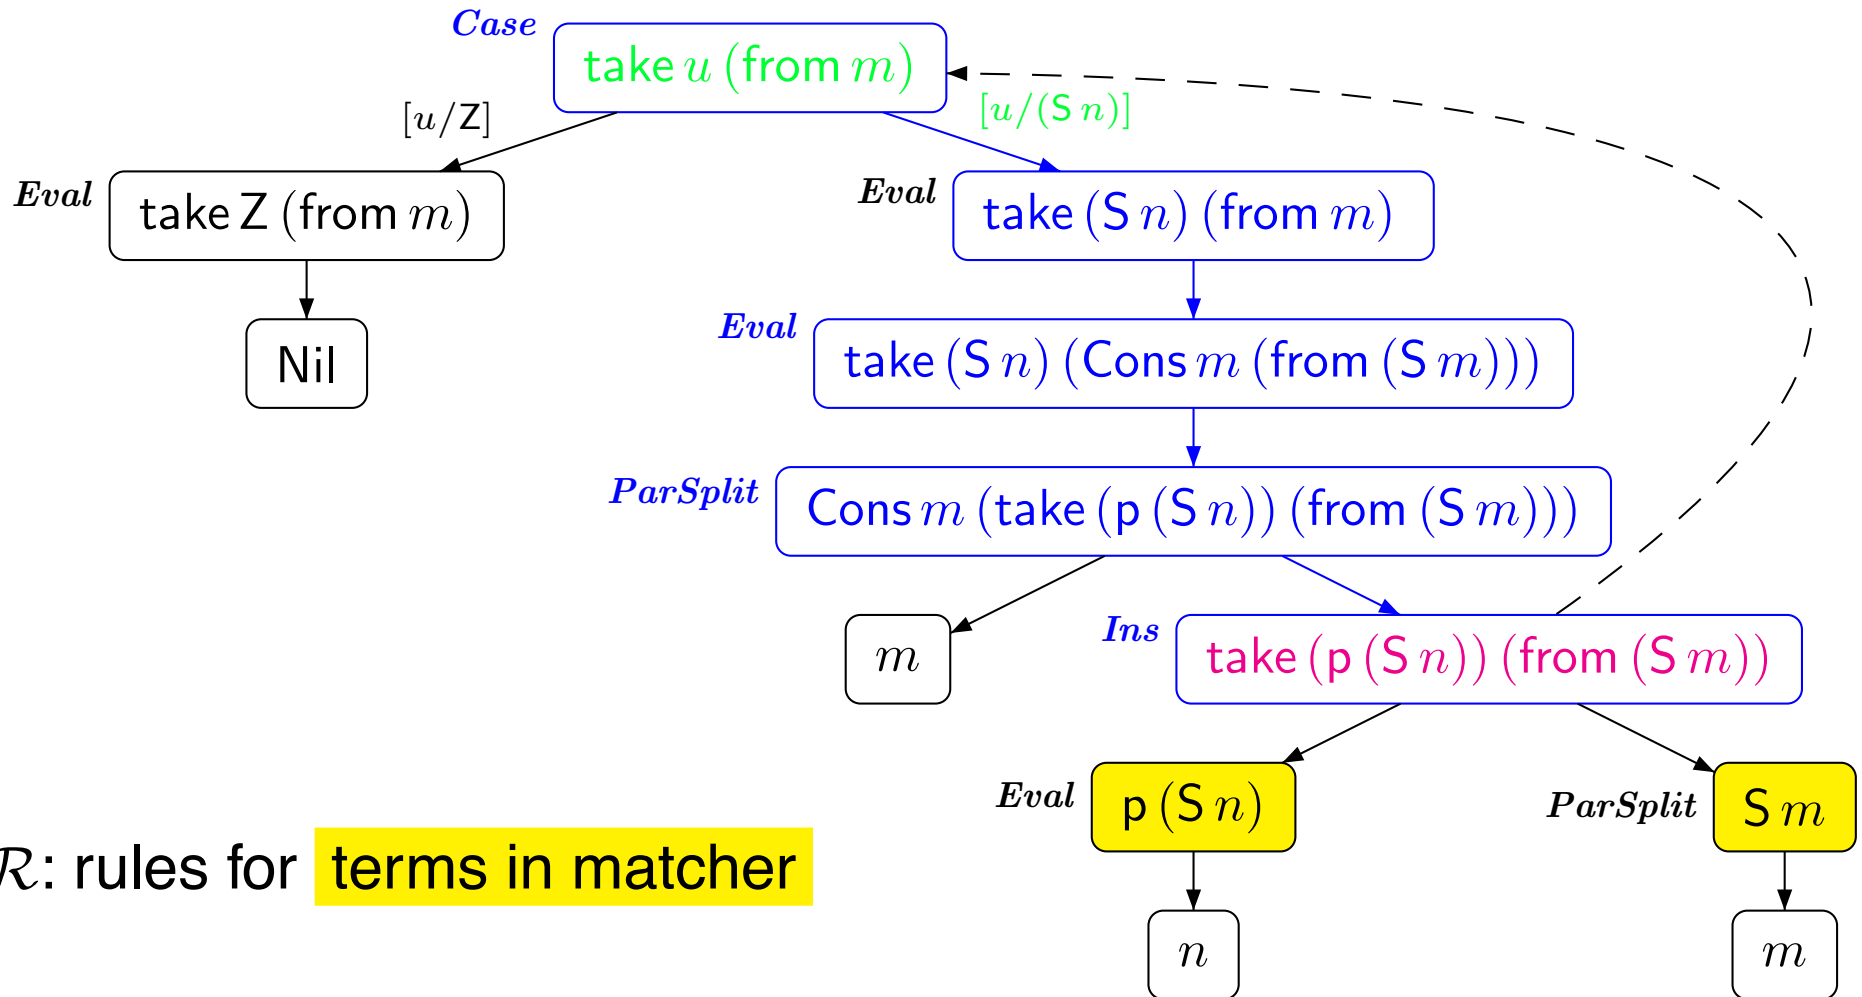 Case
take u (from m)
[u/Z]
[u/(S n)]
Eval
take Z (from m)
Eval
take (S n) (from m)
Nil
Eval
take (S n) (Cons m (from (S m)))
ParSplit
Cons m (take (p (S n)) (from (S m)))
m
Ins
take (p (S n)) (from (S m))
Eval
p (S n)
ParSplit
S m
ℛ: rules for terms in matcher
n
m